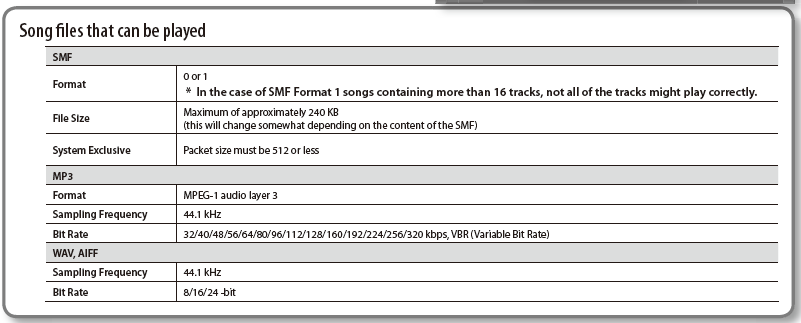 Song files that can be played
SMF
Format
0 or 1
* In the case of SMF Format 1 songs containing more than 16 tracks, not all of the tracks might play correctly.
File Size
Maximum of approximately 240 KB
(this will change somewhat depending on the content of the SMF)
System Exclusive
Packet size must be 512 or less
MP3
Format
MPEG-1 audio layer 3
Sampling Frequency
44.1 kHz
Bit Rate
32/40/48/56/64/80/96/112/128/160/192/224/256/320 kbps, VBR (Variable Bit Rate)
WAV, AIFF
Sampling Frequency
44.1 kHz
Bit Rate
8/16/24 -bit